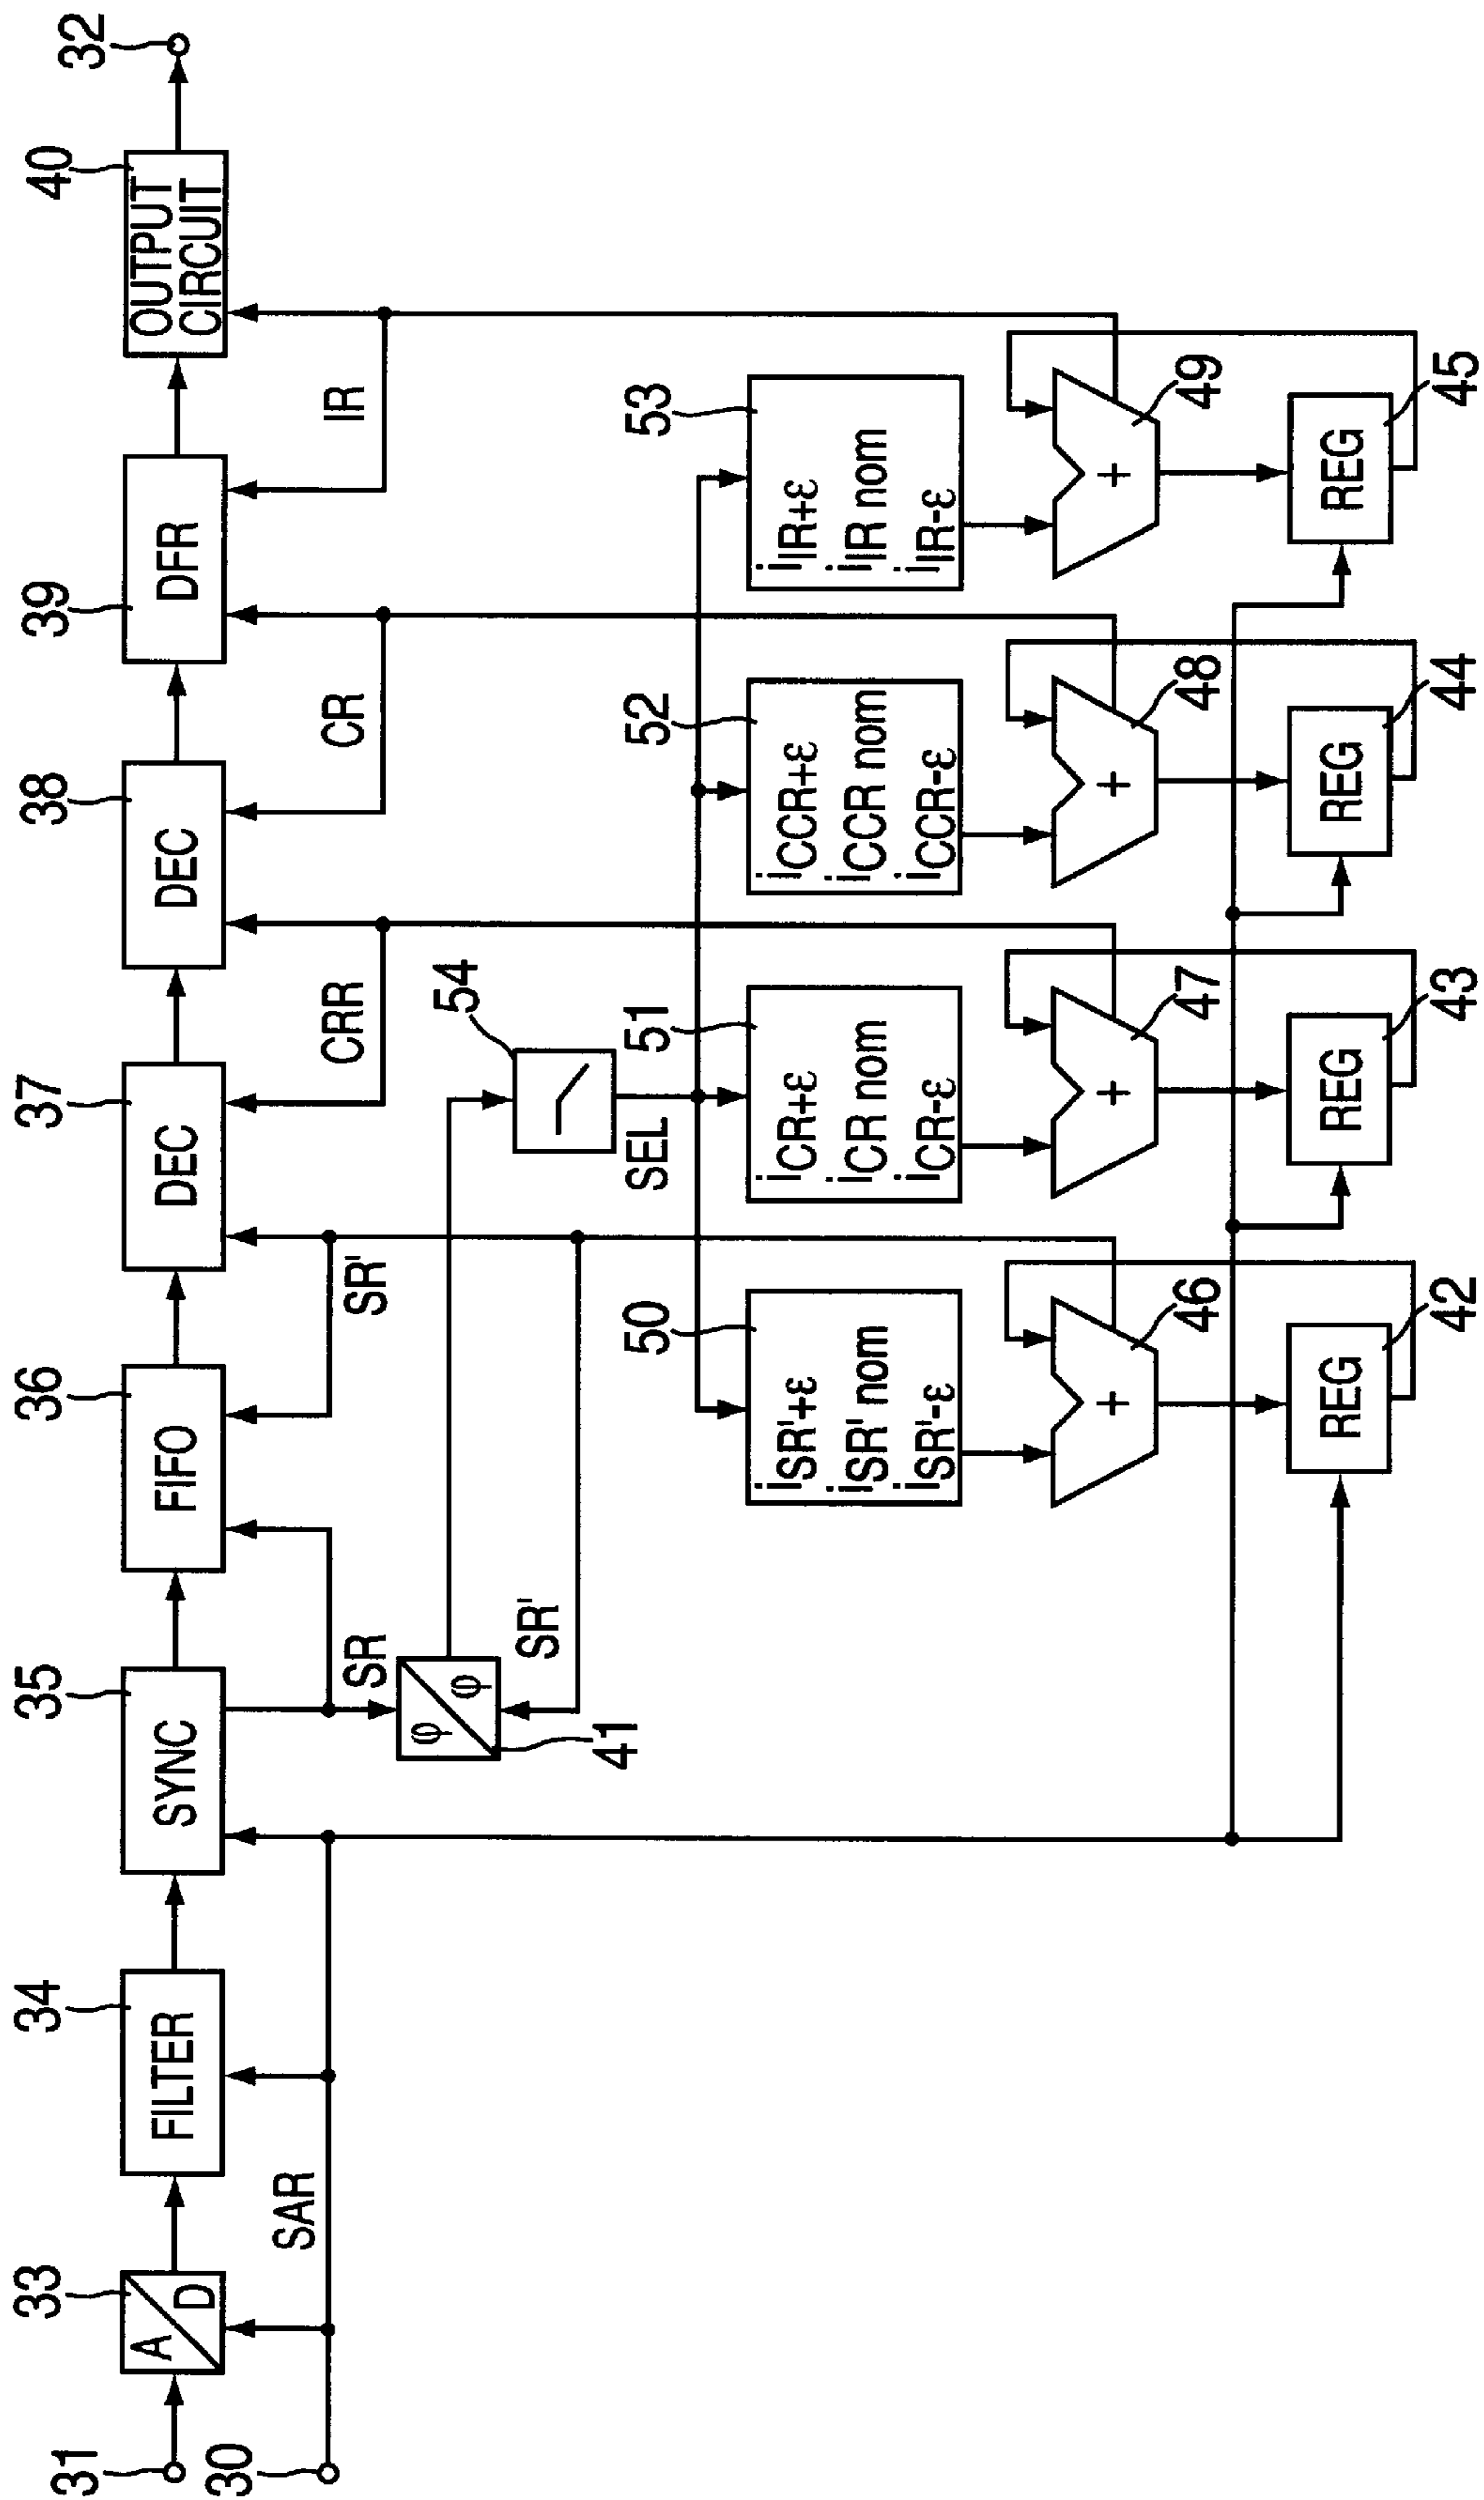 31
33
34
35
36
37
38
39
40
32
A
D
FILTER
SYNC
FIFO
DEC
DEC
DFR
OUTPUT
CIRCUIT
30
SAR
SR
SR'
CRR
CR
IR
φ
φ
41
SR'
54
SEL
50
51
52
53
iSR'+ε
iSR' nom
iSR'-ε
iCR+ε
iCR nom
iCR-ε
iCCR+ε
iCCR nom
iCCR-ε
iIR+ε
iIR nom
iIR-ε
+
+
+
+
46
47
48
49
REG
REG
REG
REG
42
43
44
45